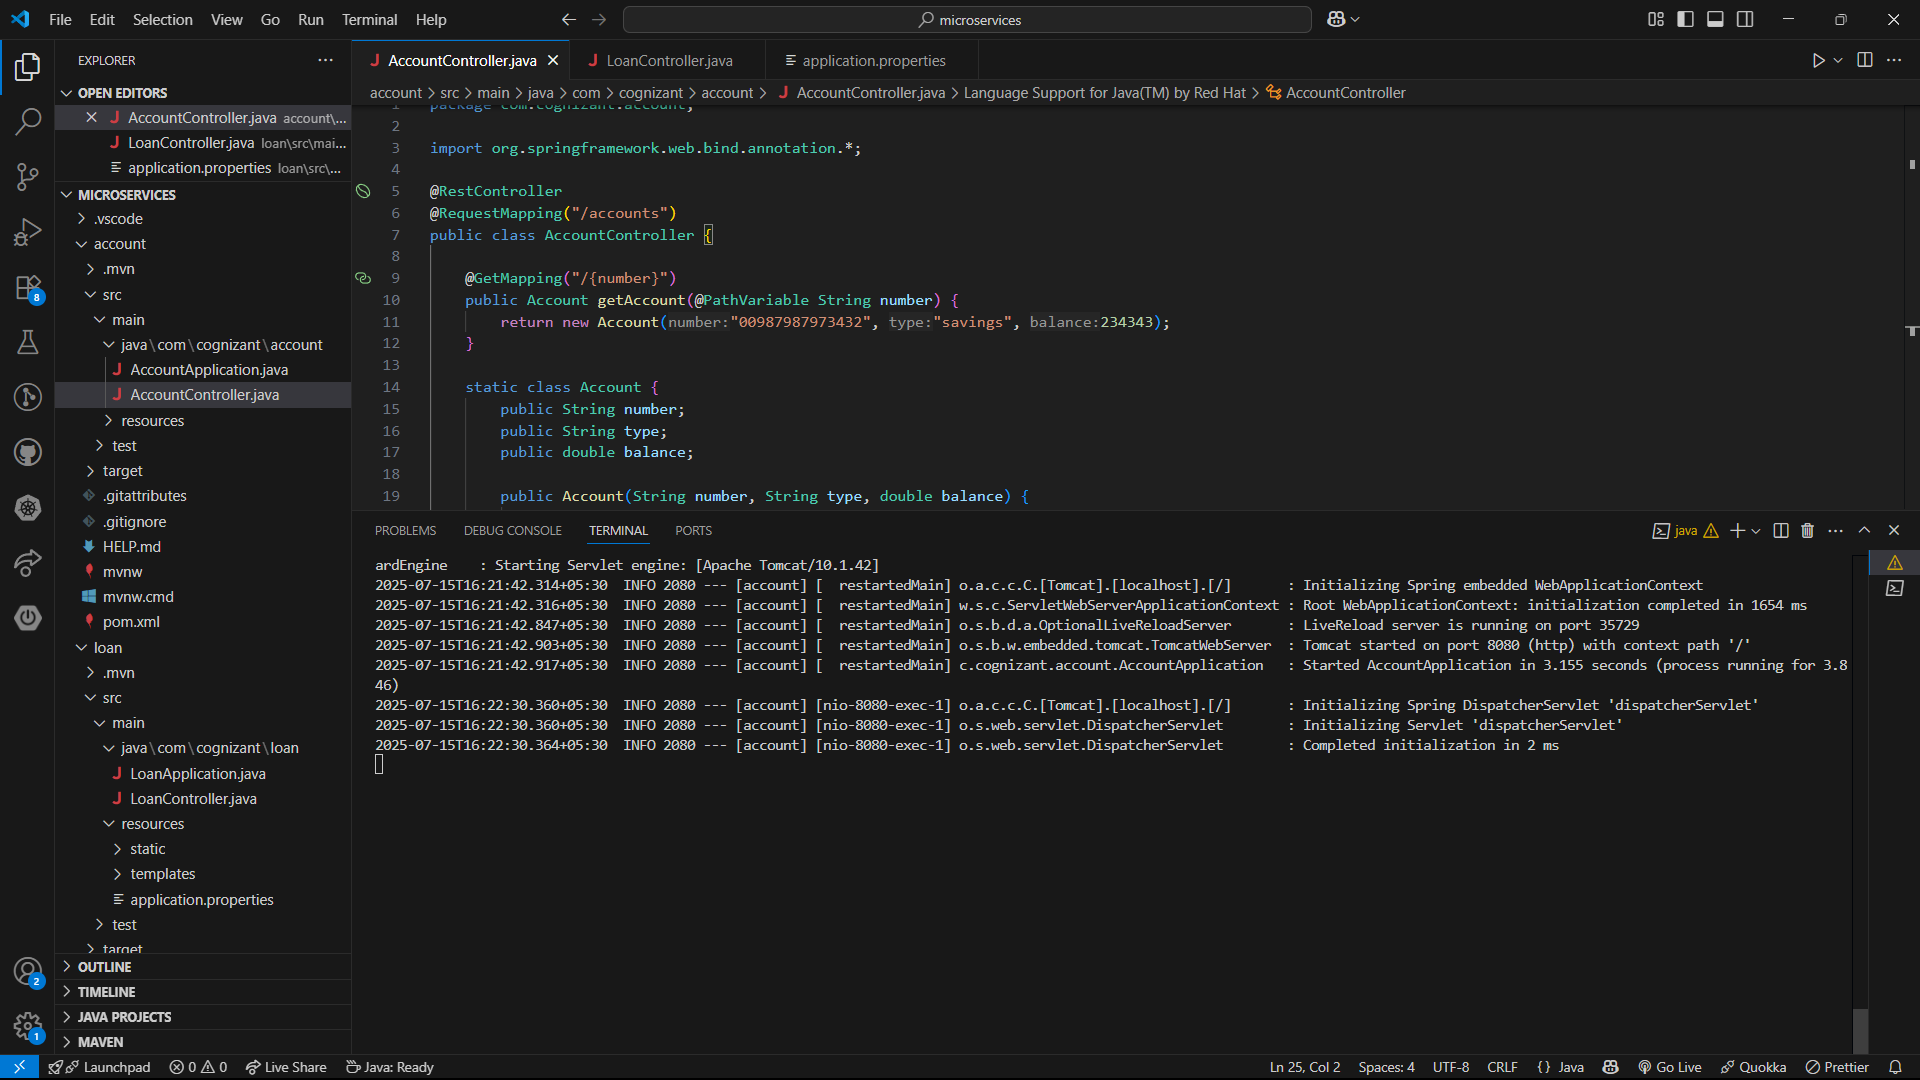 File Edit Selection View Go Run Terminal Help
microservices
EXPLORER
OPEN EDITORS
AccountController.java account\...
LoanController.java loan\src\mai...
application.properties loan\src\...
MICROSERVICES
.vscode
account
.mvn
src
main
java\com\cognizant\account
AccountApplication.java
AccountController.java
resources
test
target
.gitattributes
.gitignore
HELP.md
mvnw
mvnw.cmd
pom.xml
loan
.mvn
src
main
java\com\cognizant\loan
LoanApplication.java
LoanController.java
resources
static
templates
application.properties
test
target
OUTLINE
TIMELINE
JAVA PROJECTS
MAVEN
8
2
1
AccountController.java LoanController.java application.properties
account > src > main > java > com > cognizant > account > AccountController.java > Language Support for Java(TM) by Red Hat > AccountController
1 package com.cognizant.account;
2
3 import org.springframework.web.bind.annotation.*;
4
5 @RestController
6 @RequestMapping("/accounts")
7 public class AccountController {
8
9 @GetMapping("/{number}")
10 public Account getAccount(@PathVariable String number) {
11 return new Account(number:"00987987973432", type:"savings", balance:234343);
12 }
13
14 static class Account {
15 public String number;
16 public String type;
17 public double balance;
18
19 public Account(String number, String type, double balance) {
PROBLEMS DEBUG CONSOLE TERMINAL PORTS
java
ardEngine    : Starting Servlet engine: [Apache Tomcat/10.1.42]
2025-07-15T16:21:42.314+05:30  INFO 2080 --- [account] [  restartedMain] o.a.c.c.C.[Tomcat].[localhost].[/]       : Initializing Spring embedded WebApplicationContext
2025-07-15T16:21:42.316+05:30  INFO 2080 --- [account] [  restartedMain] w.s.c.ServletWebServerApplicationContext : Root WebApplicationContext: initialization completed in 1654 ms
2025-07-15T16:21:42.847+05:30  INFO 2080 --- [account] [  restartedMain] o.s.b.d.a.OptionalLiveReloadServer       : LiveReload server is running on port 35729
2025-07-15T16:21:42.903+05:30  INFO 2080 --- [account] [  restartedMain] o.s.b.w.embedded.tomcat.TomcatWebServer  : Tomcat started on port 8080 (http) with context path '/'
2025-07-15T16:21:42.917+05:30  INFO 2080 --- [account] [  restartedMain] c.cognizant.account.AccountApplication   : Started AccountApplication in 3.155 seconds (process running for 3.8
46)
2025-07-15T16:22:30.360+05:30  INFO 2080 --- [account] [nio-8080-exec-1] o.a.c.c.C.[Tomcat].[localhost].[/]       : Initializing Spring DispatcherServlet 'dispatcherServlet'
2025-07-15T16:22:30.360+05:30  INFO 2080 --- [account] [nio-8080-exec-1] o.s.web.servlet.DispatcherServlet        : Initializing Servlet 'dispatcherServlet'
2025-07-15T16:22:30.364+05:30  INFO 2080 --- [account] [nio-8080-exec-1] o.s.web.servlet.DispatcherServlet        : Completed initialization in 2 ms
Launchpad 0 0 Live Share Java: Ready Ln 25, Col 2 Spaces: 4 UTF-8 CRLF {} Java Go Live Quokka Prettier